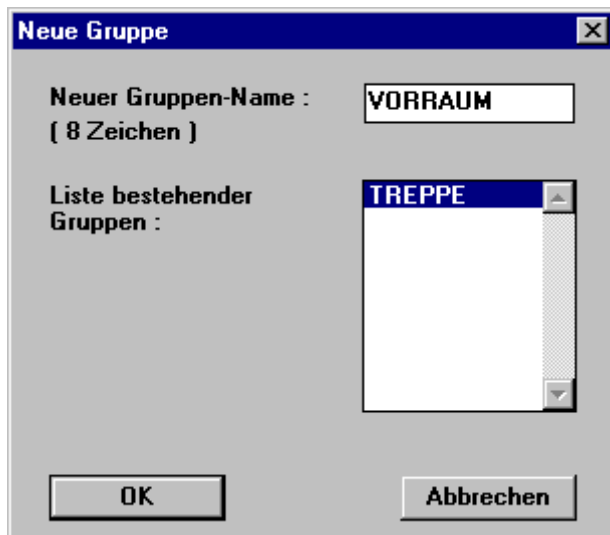 Neue Gruppe
Neuer Gruppen-Name :
VORRAUM
( 8 Zeichen )
Liste bestehender
Gruppen :
TREPPE
OK
Abbrechen